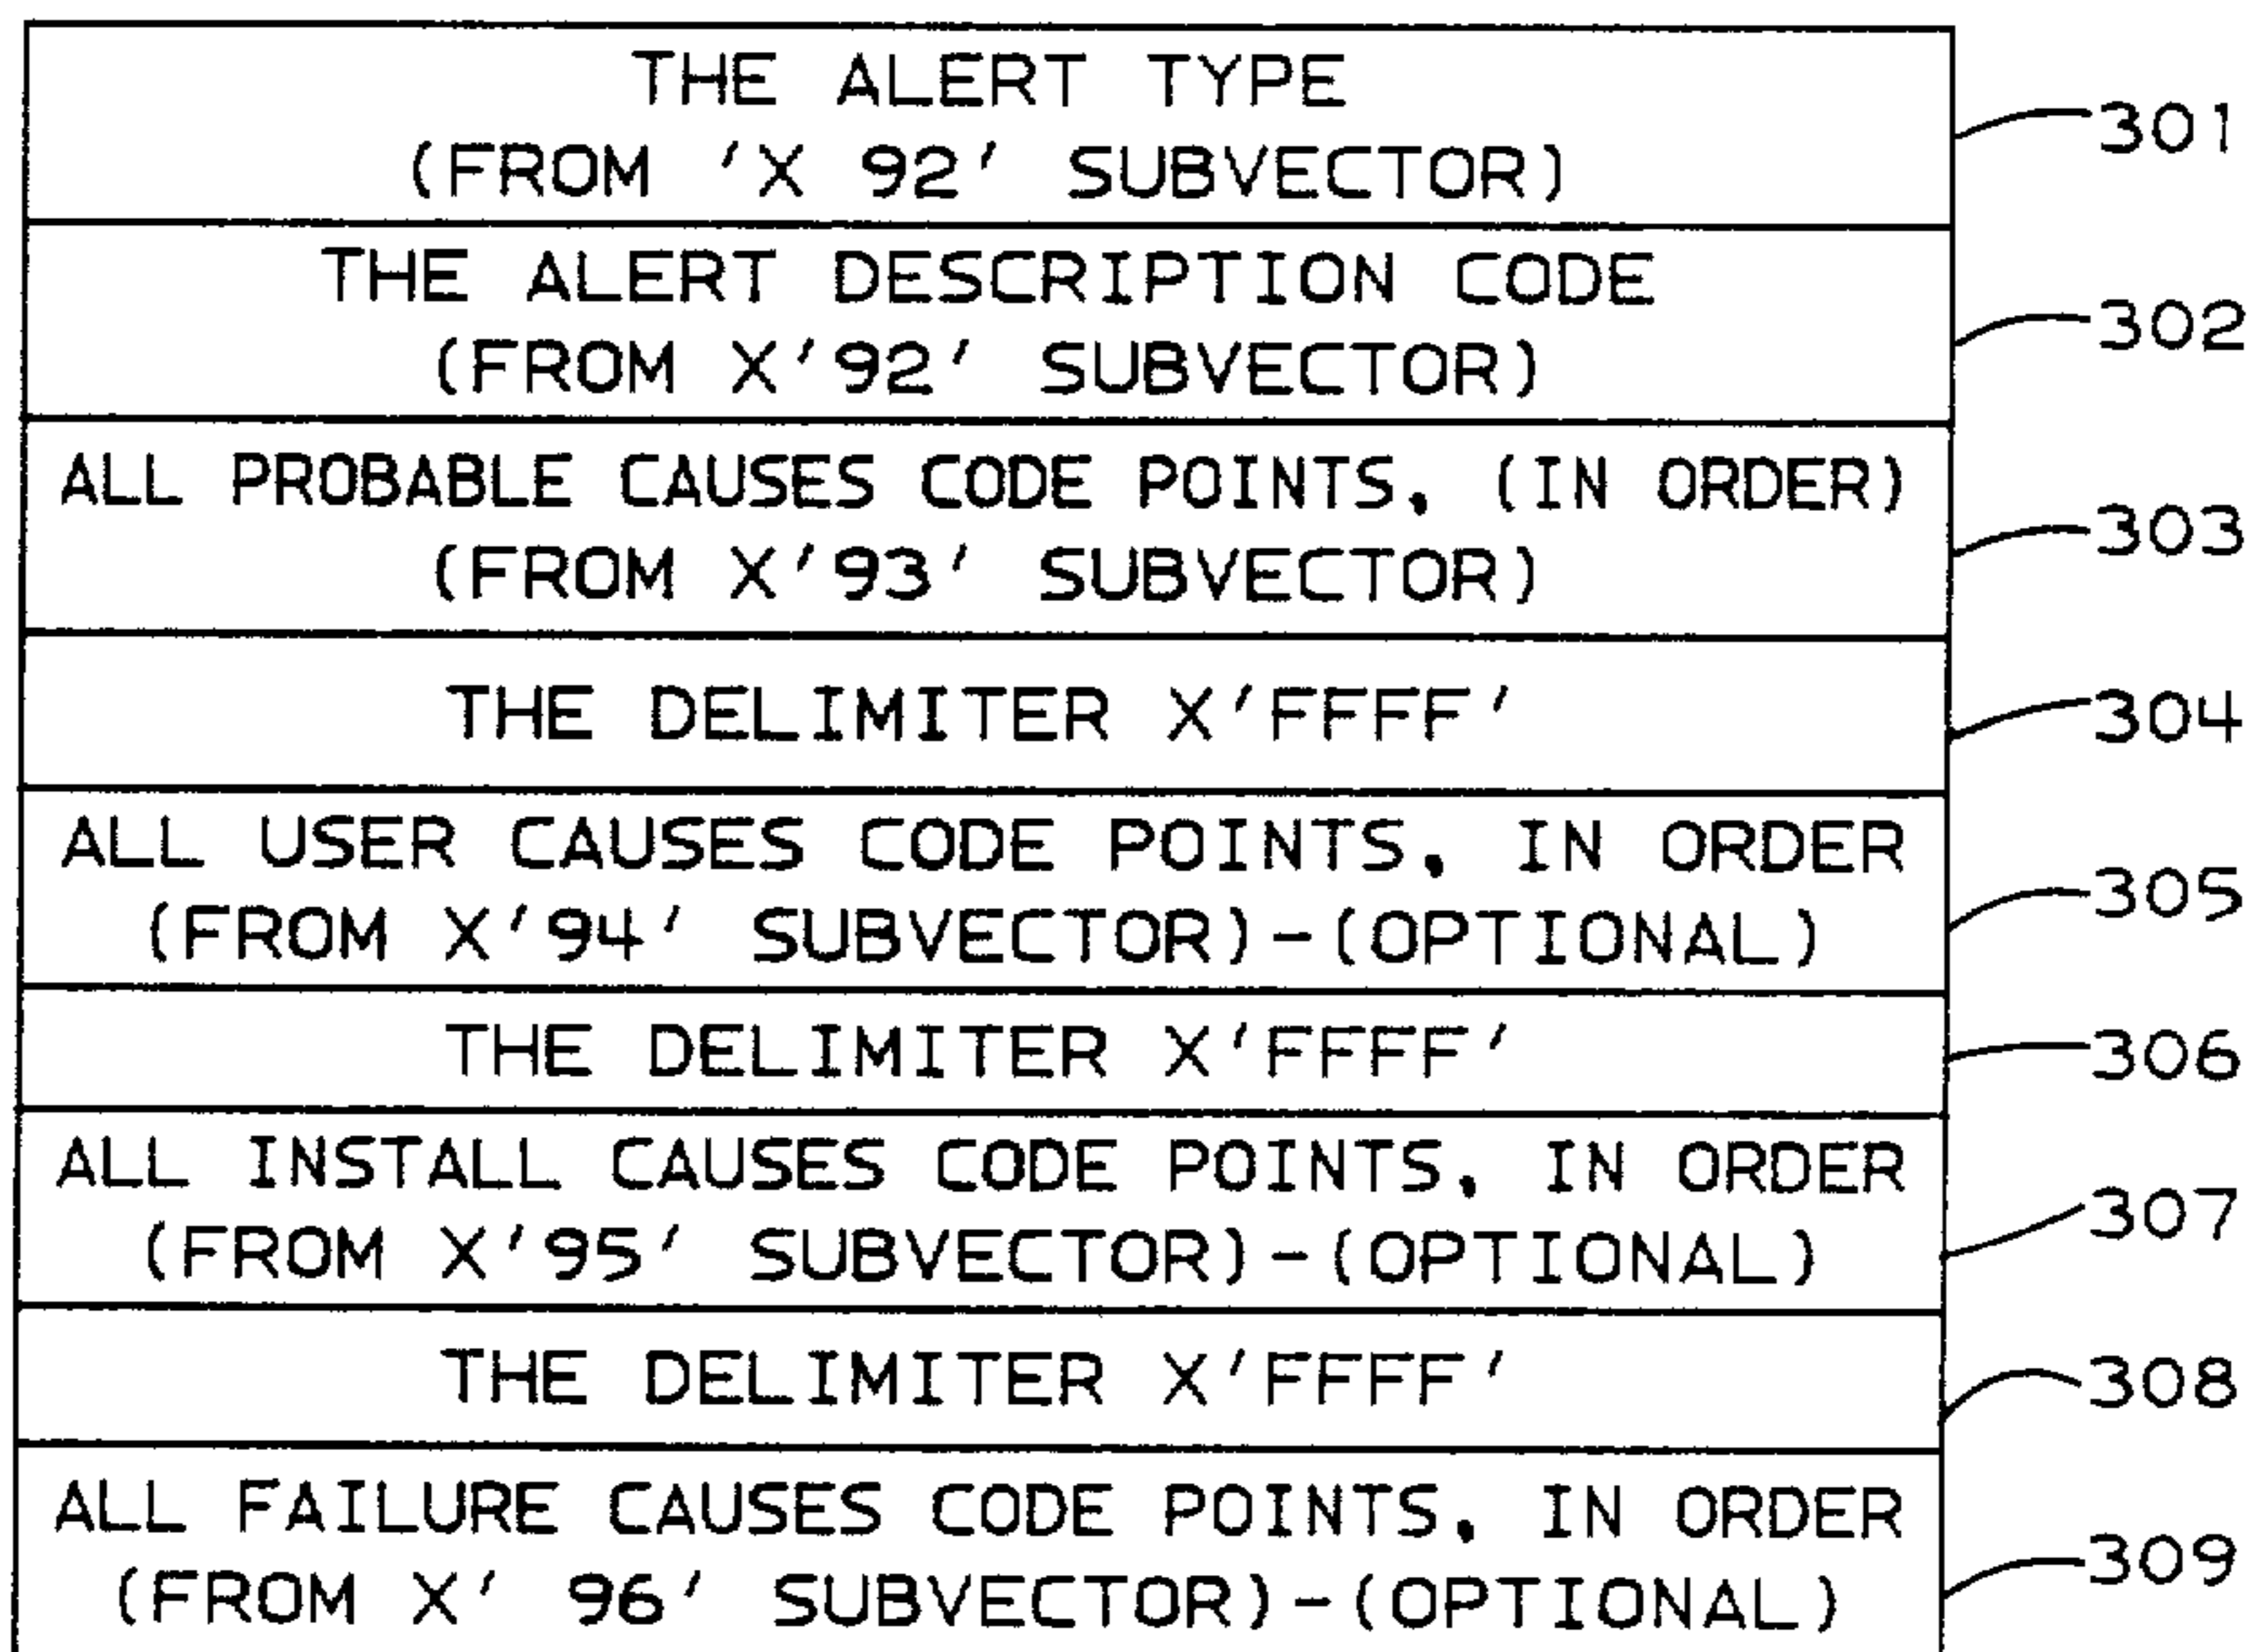 THE ALERT TYPE
(FROM 'X 92' SUBVECTOR)
301
THE ALERT DESCRIPTION CODE
(FROM X'92' SUBVECTOR)
302
ALL PROBABLE CAUSES CODE POINTS, (IN ORDER)
(FROM X'93' SUBVECTOR)
303
THE DELIMITER X'FFFF'
304
ALL USER CAUSES CODE POINTS, IN ORDER
(FROM X'94' SUBVECTOR)-(OPTIONAL)
305
THE DELIMITER X'FFFF'
306
ALL INSTALL CAUSES CODE POINTS, IN ORDER
(FROM X'95' SUBVECTOR)-(OPTIONAL)
307
THE DELIMITER X'FFFF'
308
ALL FAILURE CAUSES CODE POINTS, IN ORDER
(FROM X' 96' SUBVECTOR)-(OPTIONAL)
309